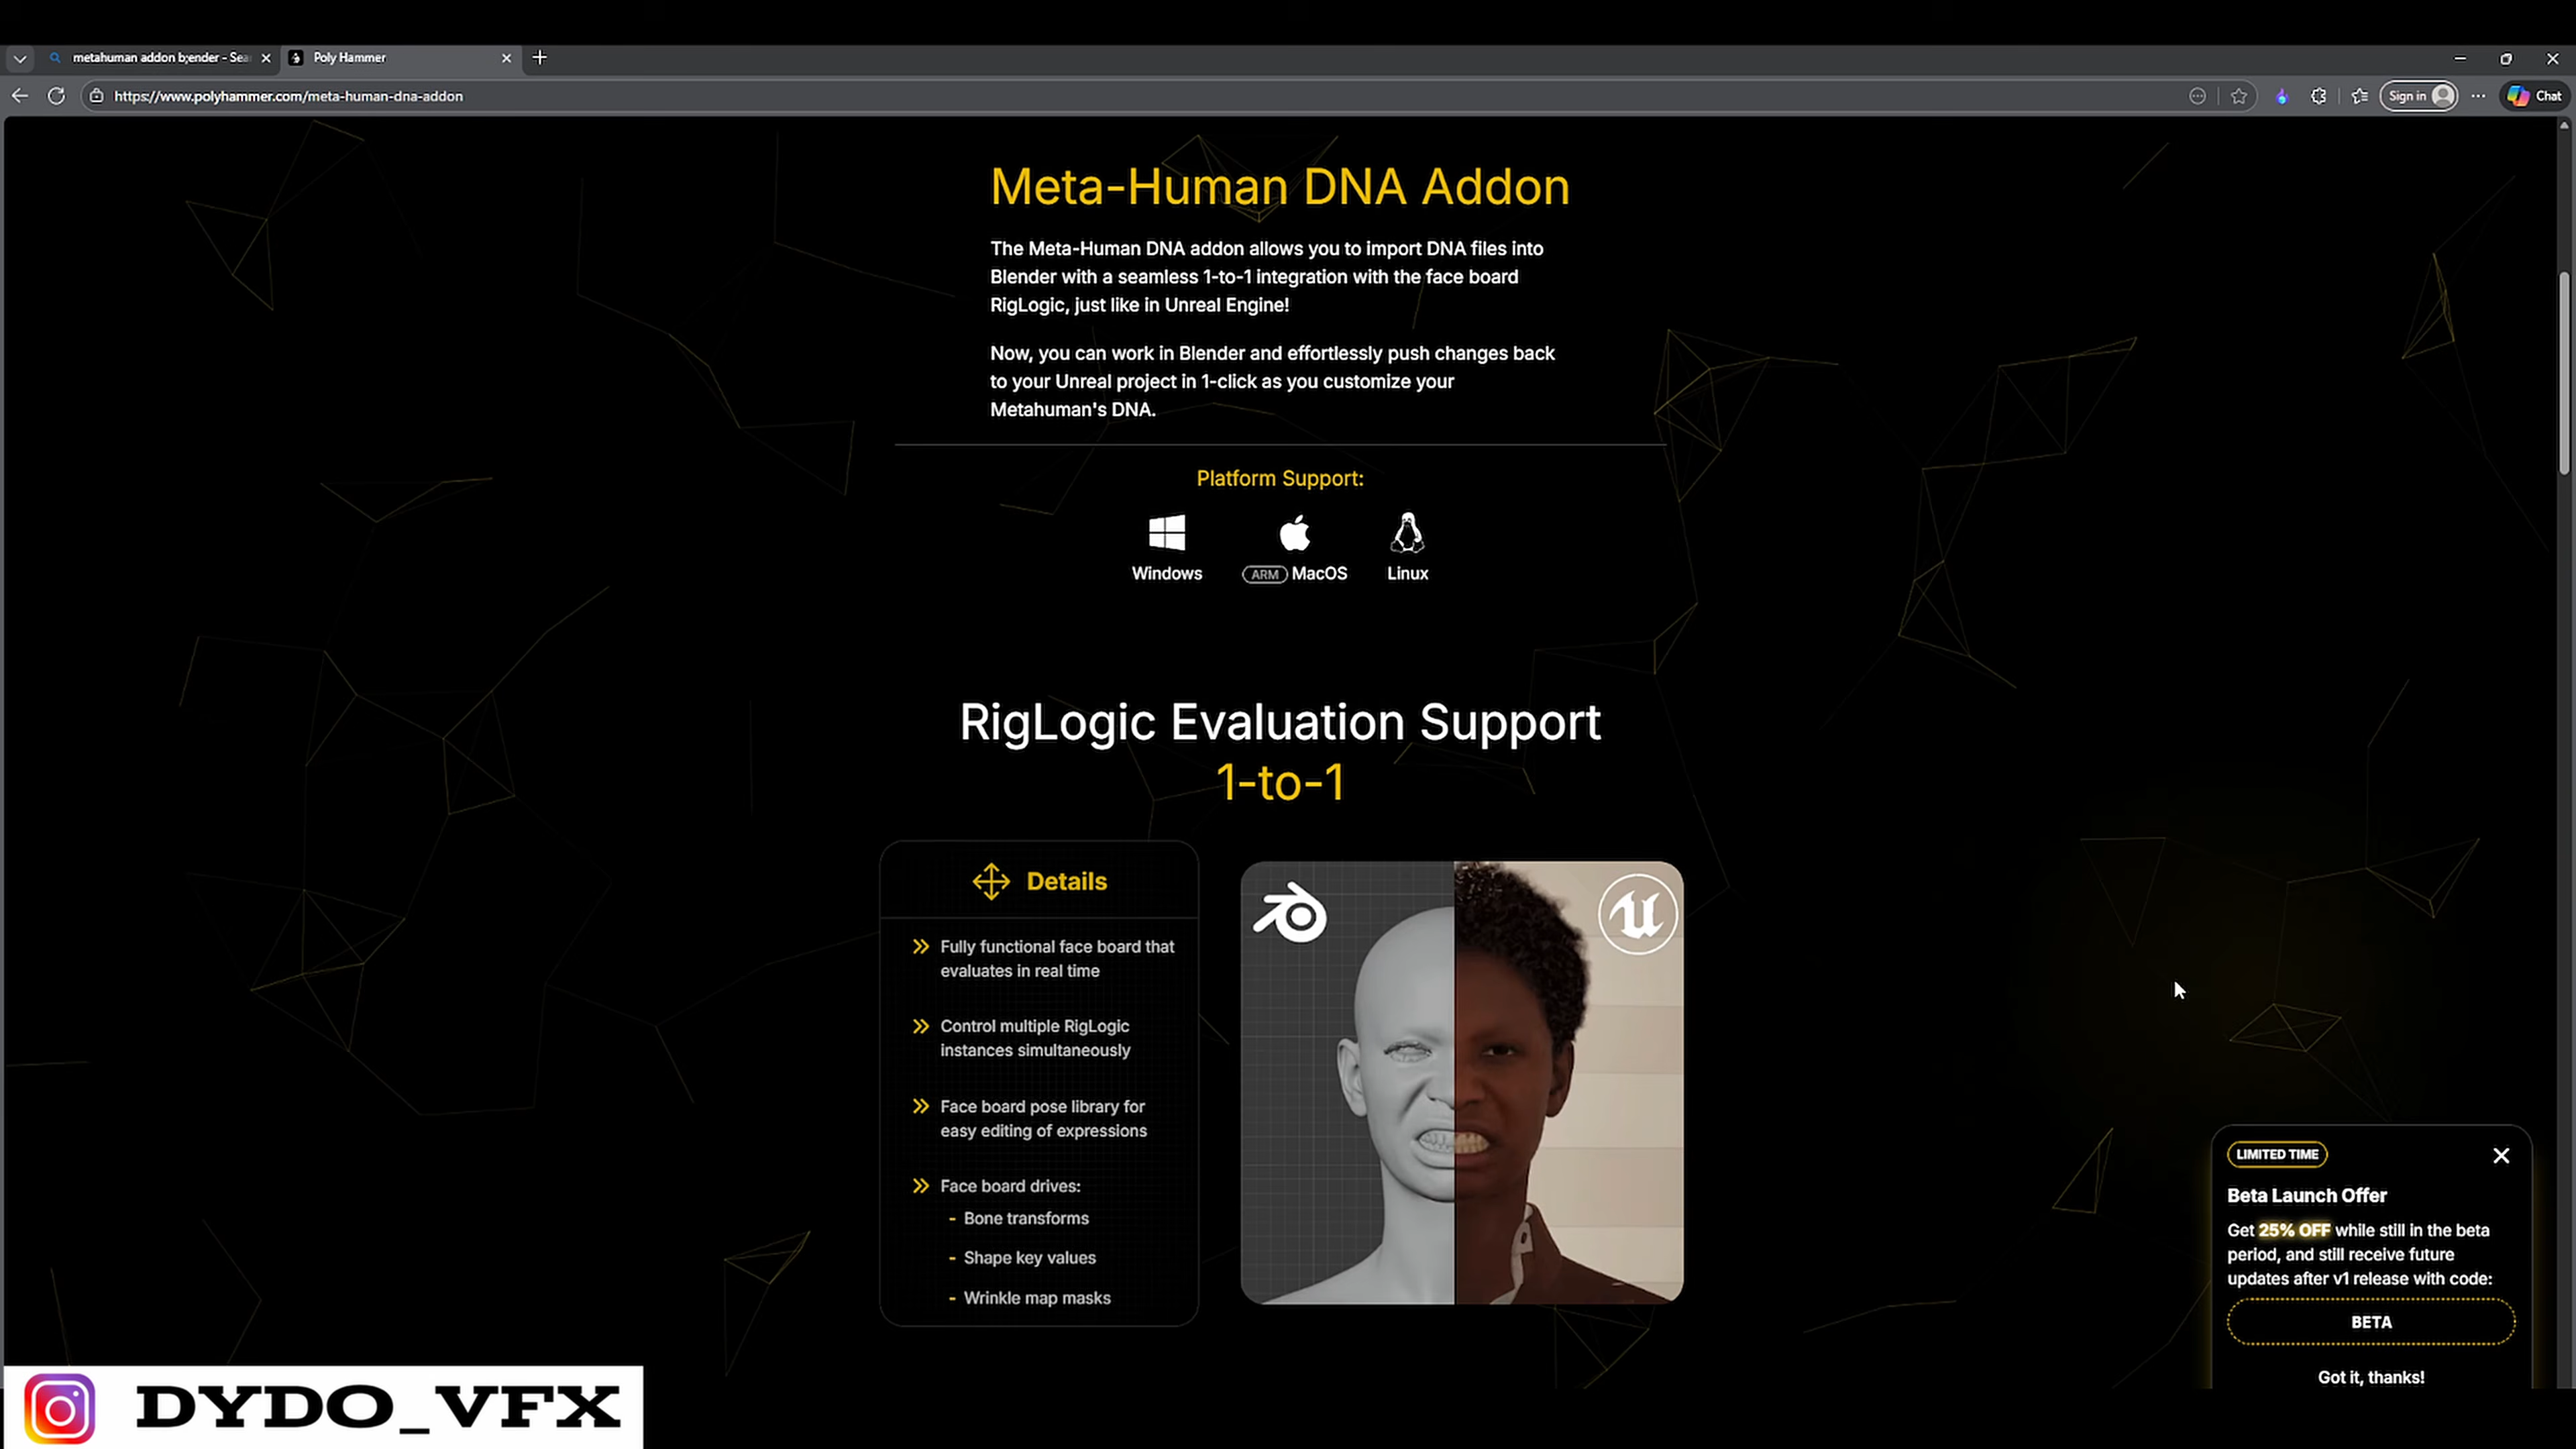 metahuman addon b;ender - Sea
Poly Hammer
https://www.polyhammer.com/meta-human-dna-addon
Sign in
Chat
Meta-Human DNA Addon
The Meta-Human DNA addon allows you to import DNA files into
Blender with a seamless 1-to-1 integration with the face board
RigLogic, just like in Unreal Engine!
Now, you can work in Blender and effortlessly push changes back
to your Unreal project in 1-click as you customize your
Metahuman's DNA.
Platform Support:
Windows
ARM MacOS
Linux
RigLogic Evaluation Support
1-to-1
Details
Fully functional face board that
evaluates in real time
Control multiple RigLogic
instances simultaneously
Face board pose library for
easy editing of expressions
Face board drives:
- Bone transforms
- Shape key values
- Wrinkle map masks
LIMITED TIME
Beta Launch Offer
Get 25% OFF while still in the beta
period, and still receive future
updates after v1 release with code:
BETA
Got it, thanks!
DYDO_VFX